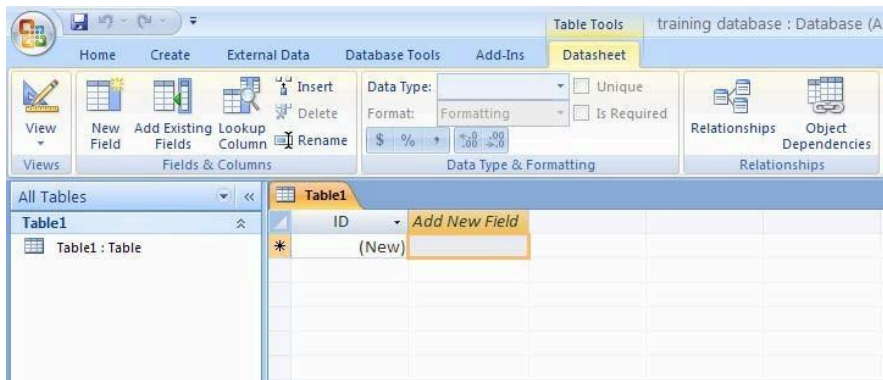 Table Tools training database : Database (A
Home Create External Data Database Tools Add-Ins Datasheet
View
New Field
Add Existing Fields
Lookup Column
Insert
Delete
Rename
Data Type:
Format: Formatting
$ % ,
Unique
Is Required
Relationships
Object Dependencies
Views Fields & Columns Data Type & Formatting Relationships
All Tables
Table1
Table1 : Table
Table1
ID Add New Field
(New)